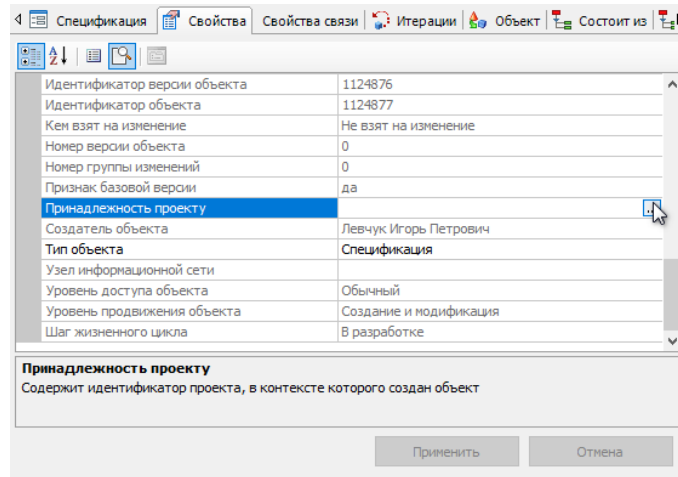 Спецификация Свойства Свойства связи Итерации Объект Состоит из
Идентификатор версии объекта 1124876
Идентификатор объекта 1124877
Кем взят на изменение Не взят на изменение
Номер версии объекта 0
Номер группы изменений 0
Признак базовой версии да
Принадлежность проекту
Создатель объекта Левчук Игорь Петрович
Тип объекта Спецификация
Узел информационной сети
Уровень доступа объекта Обычный
Уровень продвижения объекта Создание и модификация
Шаг жизненного цикла В разработке
Принадлежность проекту
Содержит идентификатор проекта, в контексте которого создан объект
Применить Отмена